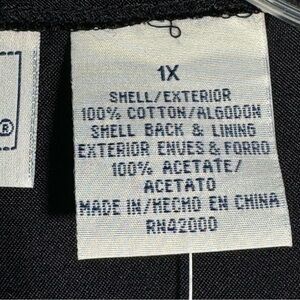 1X
SHELL/EXTERIOR
100% COTTON/ALGODON
SHELL BACK & LINING
EXTERIOR ENVES & FORRO
100% ACETATE/
ACETATO
MADE IN/HECHO EN CHINA
RN42000
®